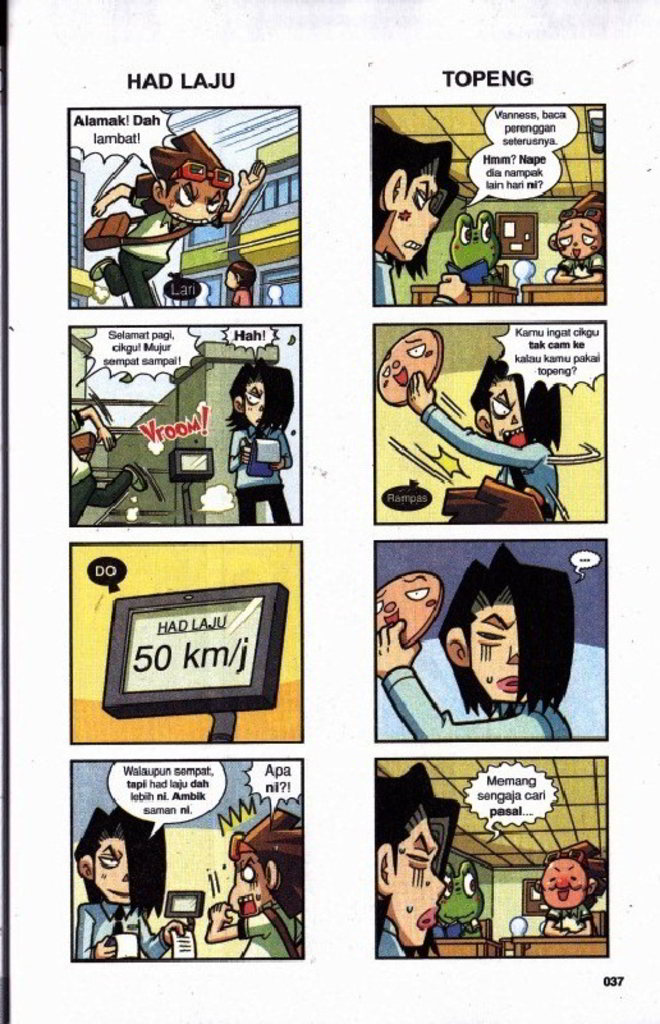 HAD LAJU
Alamak! Dah
lambat!
Lari
Selamat pagi,
cikgu! Mujur
sempat sampai!
Hah!
VROOM!
DO
HAD LAJU
50 km/j
Walaupun sempat,
tapi had laju dah
lebih ni. Ambik
saman ni.
Apa
ni?!
TOPENG
Vanness, baca
perenggan
seterusnya.
Hmm? Nape
dia nampak
lain hari ni?
Kamu ingat cikgu
tak cam ke
kalau kamu pakai
topeng?
Rampas
...
Memang
sengaja cari
pasal...
037